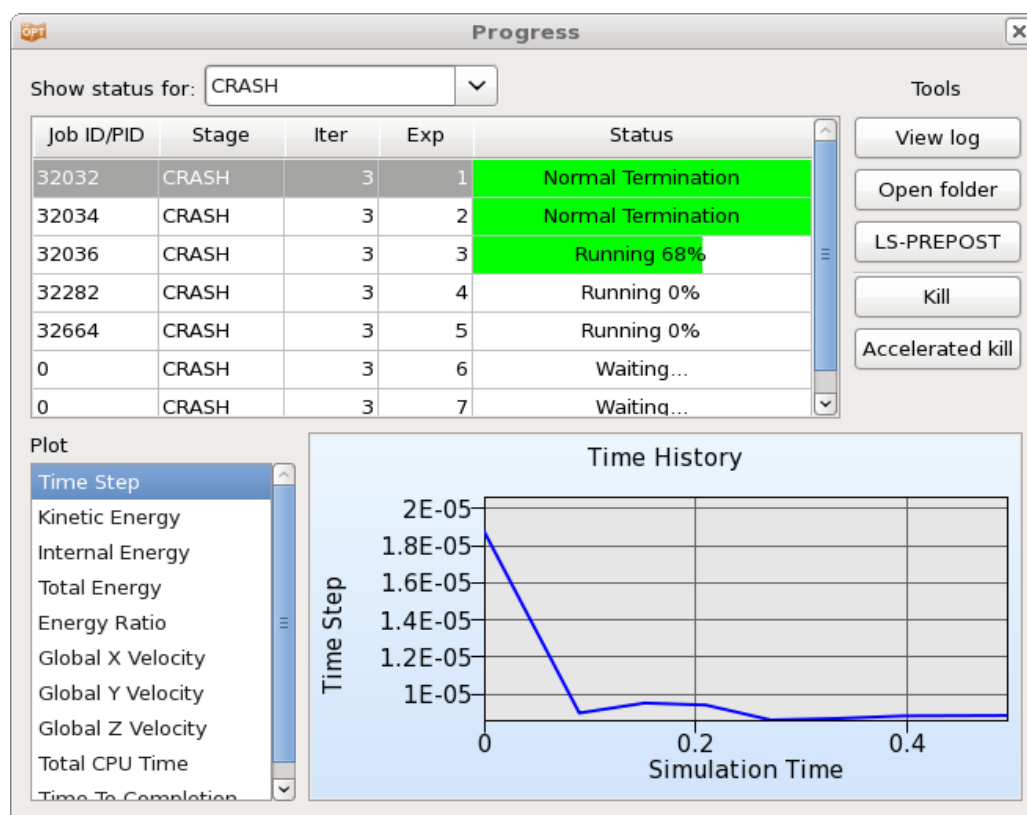 OPT Progress
Show status for: CRASH Tools
Job ID/PID Stage Iter Exp Status
32032 CRASH 3 1 Normal Termination
32034 CRASH 3 2 Normal Termination
32036 CRASH 3 3 Running 68%
32282 CRASH 3 4 Running 0%
32664 CRASH 3 5 Running 0%
0 CRASH 3 6 Waiting...
0 CRASH 3 7 Waiting...
View log
Open folder
LS-PREPOST
Kill
Accelerated kill
Plot
Time Step
Kinetic Energy
Internal Energy
Total Energy
Energy Ratio
Global X Velocity
Global Y Velocity
Global Z Velocity
Total CPU Time
Time To Completion
Time History
Time Step
2E-05
1.8E-05
1.6E-05
1.4E-05
1.2E-05
1E-05
0 0.2 0.4
Simulation Time